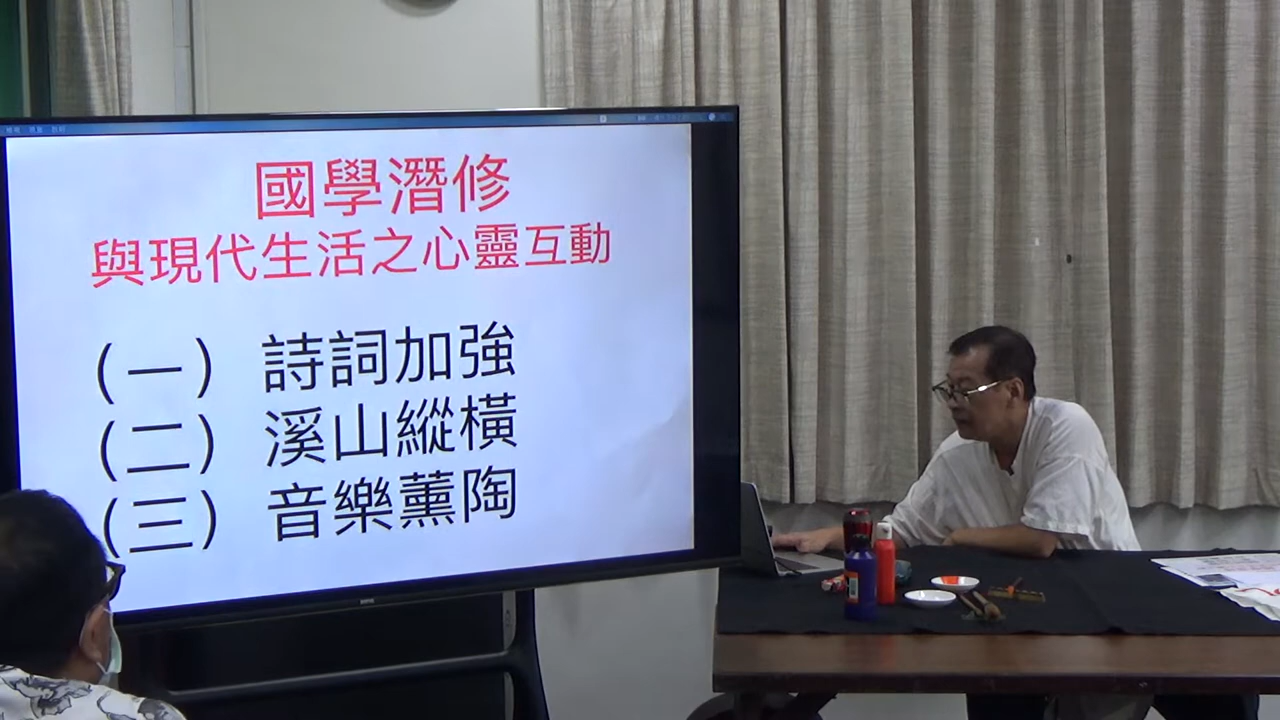 國學潛修
與現代生活之心靈互動
(一) 詩詞加強
(二) 溪山縱橫
(三) 音樂薰陶